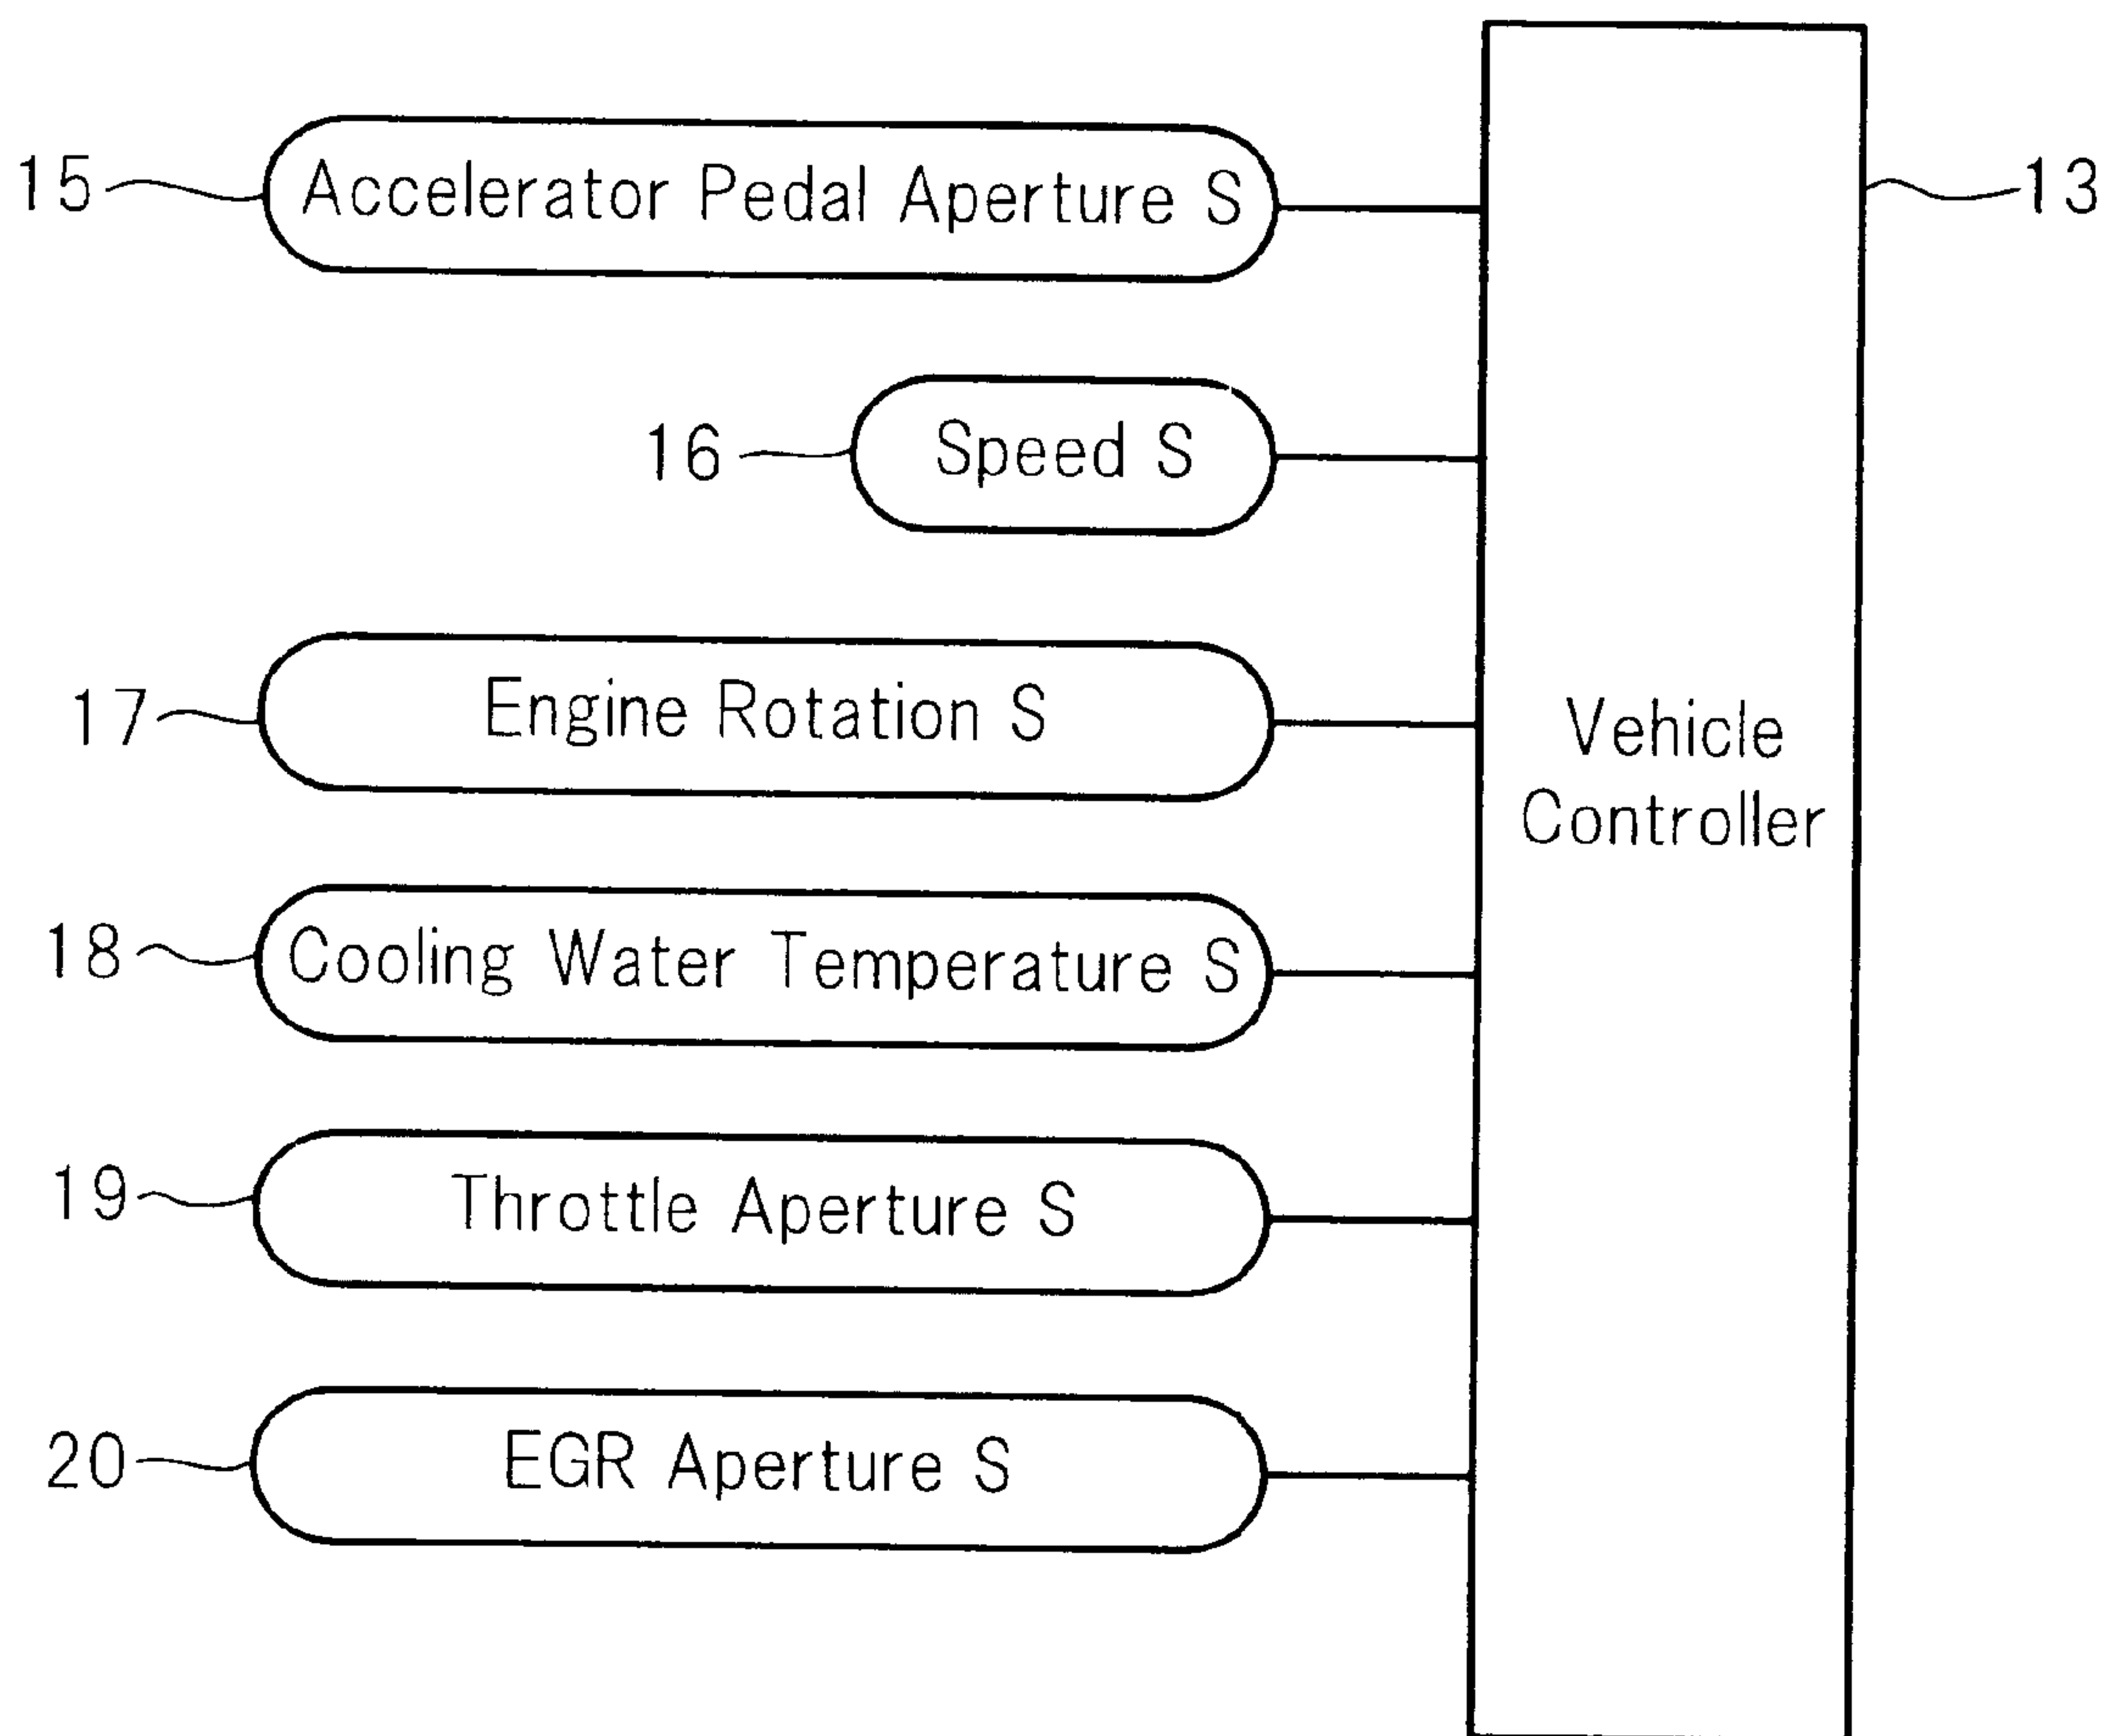 15 Accelerator Pedal Aperture S 13
16 Speed S
17 Engine Rotation S
Vehicle
Controller
18 Cooling Water Temperature S
19 Throttle Aperture S
20 EGR Aperture S